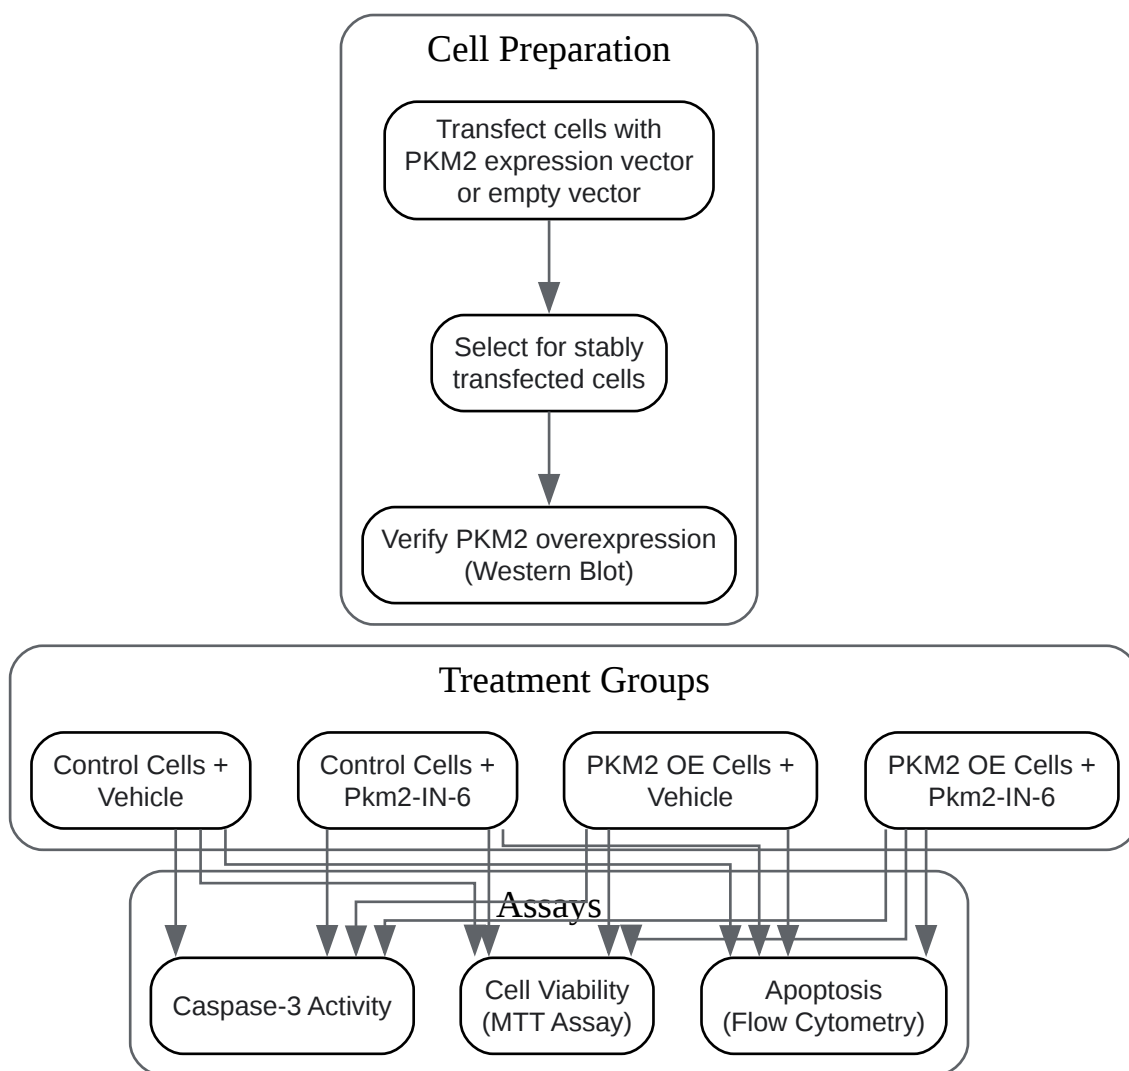 Cell Preparation
Transfect cells with
PKM2 expression vector
or empty vector
Select for stably
transfected cells
Verify PKM2 overexpression
(Western Blot)
Treatment Groups
Control Cells +
Vehicle
Control Cells +
Pkm2-IN-6
PKM2 OE Cells +
Vehicle
PKM2 OE Cells +
Pkm2-IN-6
Assays
Caspase-3 Activity
Cell Viability
(MTT Assay)
Apoptosis
(Flow Cytometry)